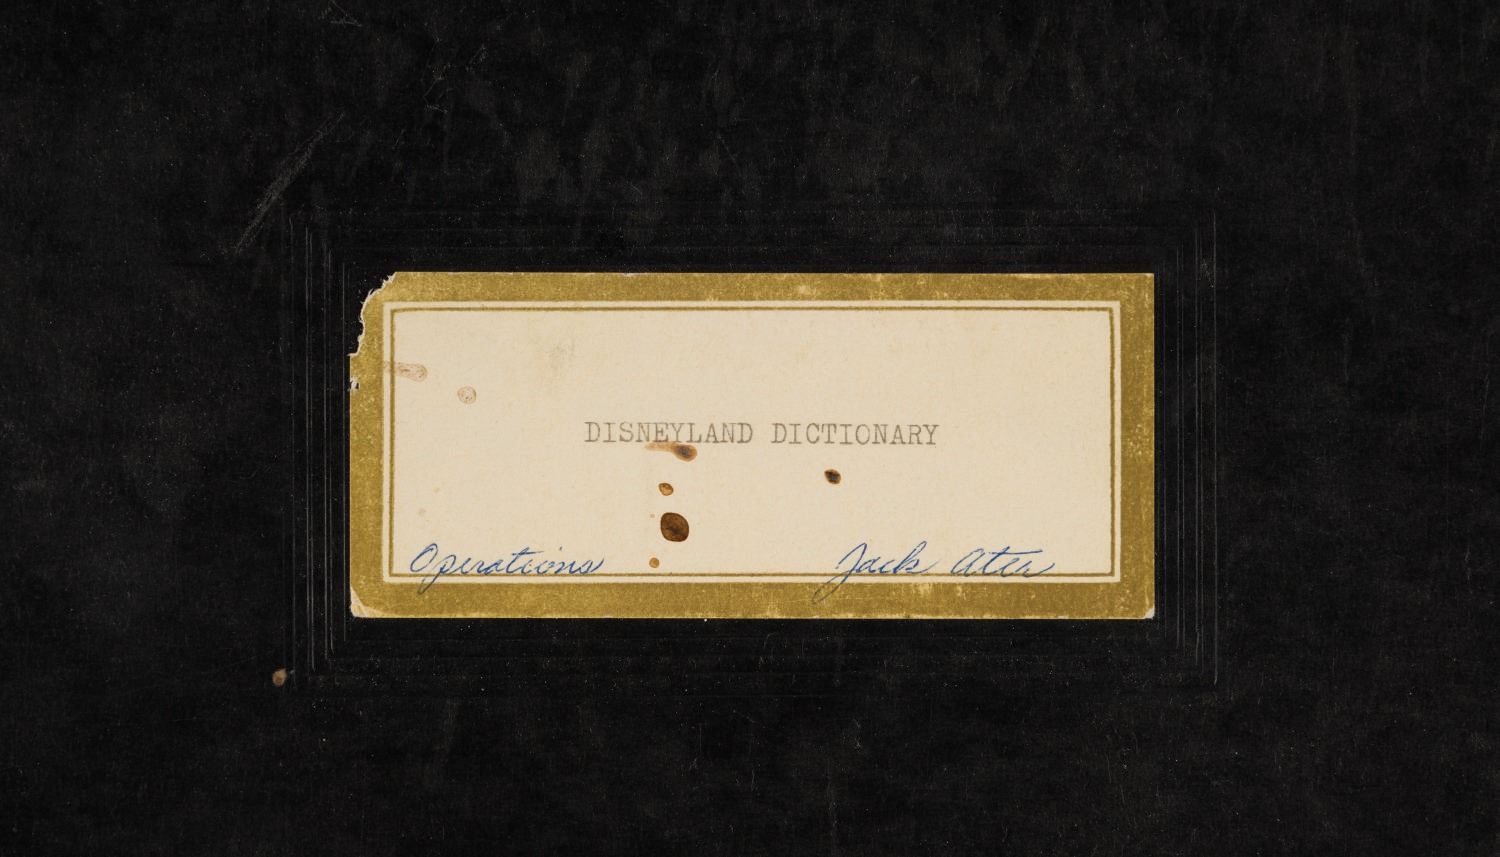 DISNEYLAND DICTIONARY
Operations Jack Ater